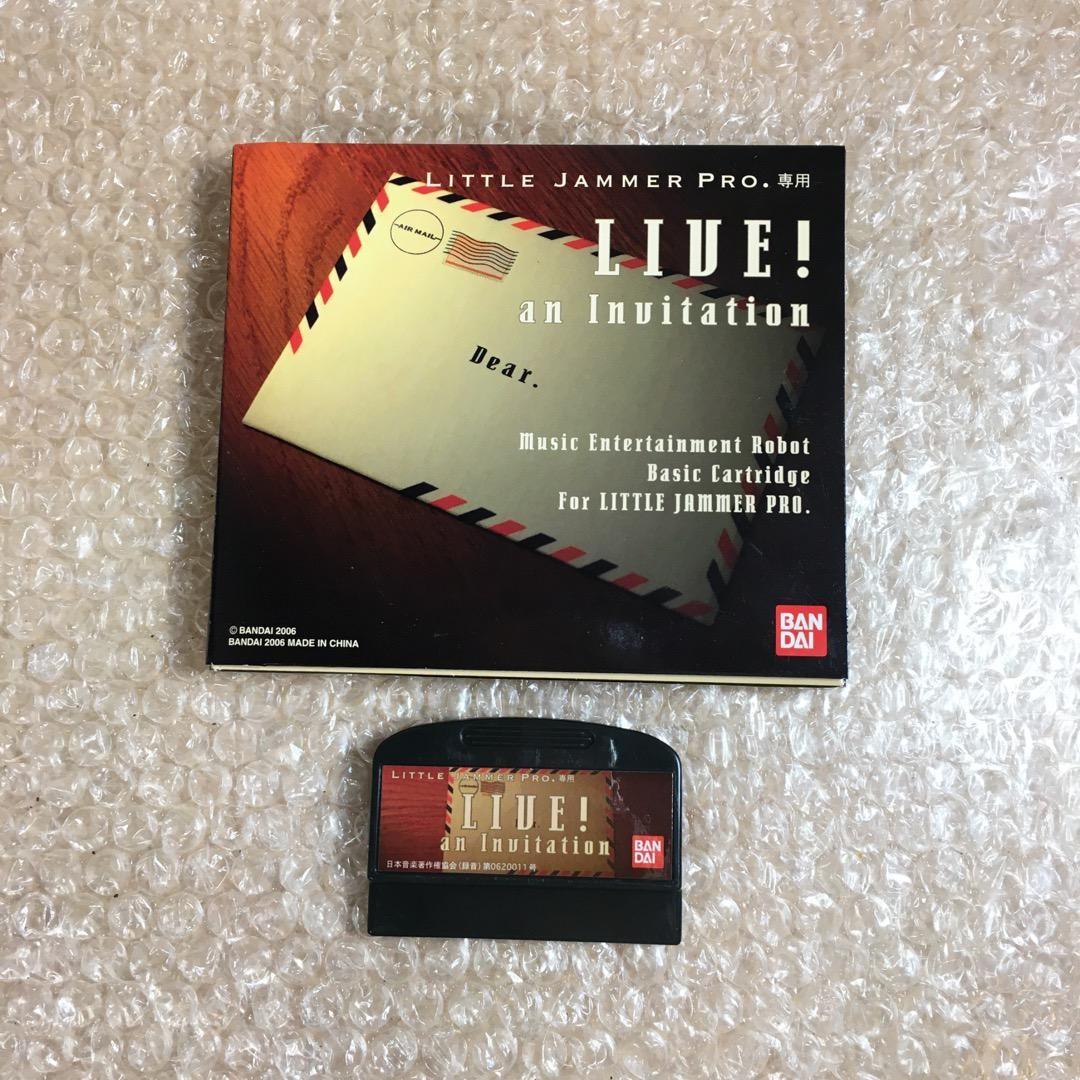 LITTLE JAMMER PRO. 専用
LIVE!
an Invitation
AIR MAIL
Dear.
Music Entertainment Robot
Basic Cartridge
For LITTLE JAMMER PRO.
© BANDAI 2006
BANDAI 2006 MADE IN CHINA
BAN
DAI
LITTLE JAMMER PRO. 専用
LIVE!
an Invitation
BAN
DAI
日本音楽著作権協会(録音)第0620011号